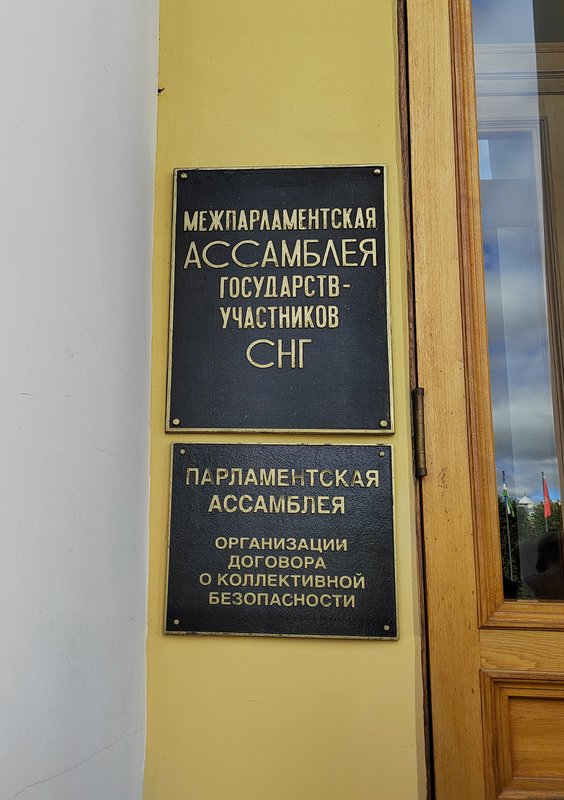 МЕЖПАРЛАМЕНТСКАЯ
АССАМБЛЕЯ
ГОСУДАРСТВ-
УЧАСТНИКОВ
СНГ
ПАРЛАМЕНТСКАЯ
АССАМБЛЕЯ
ОРГАНИЗАЦИИ
ДОГОВОРА
О КОЛЛЕКТИВНОЙ
БЕЗОПАСНОСТИ